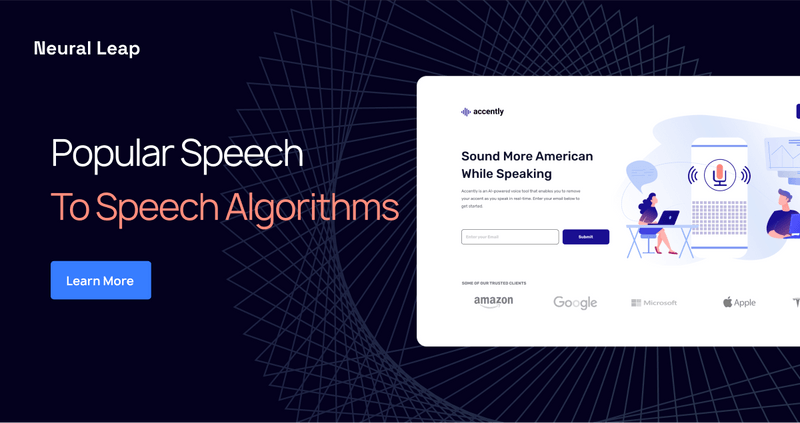 Neural Leap
Popular Speech
To Speech Algorithms
Learn More
accently
Sound More American
While Speaking
Accently is an AI-powered voice tool that enables you to remove
your accent as you speak in real-time. Enter your email below to
get started.
Enter your Email
Submit
SOME OF OUR TRUSTED CLIENTS
amazon
Google
Microsoft
Apple